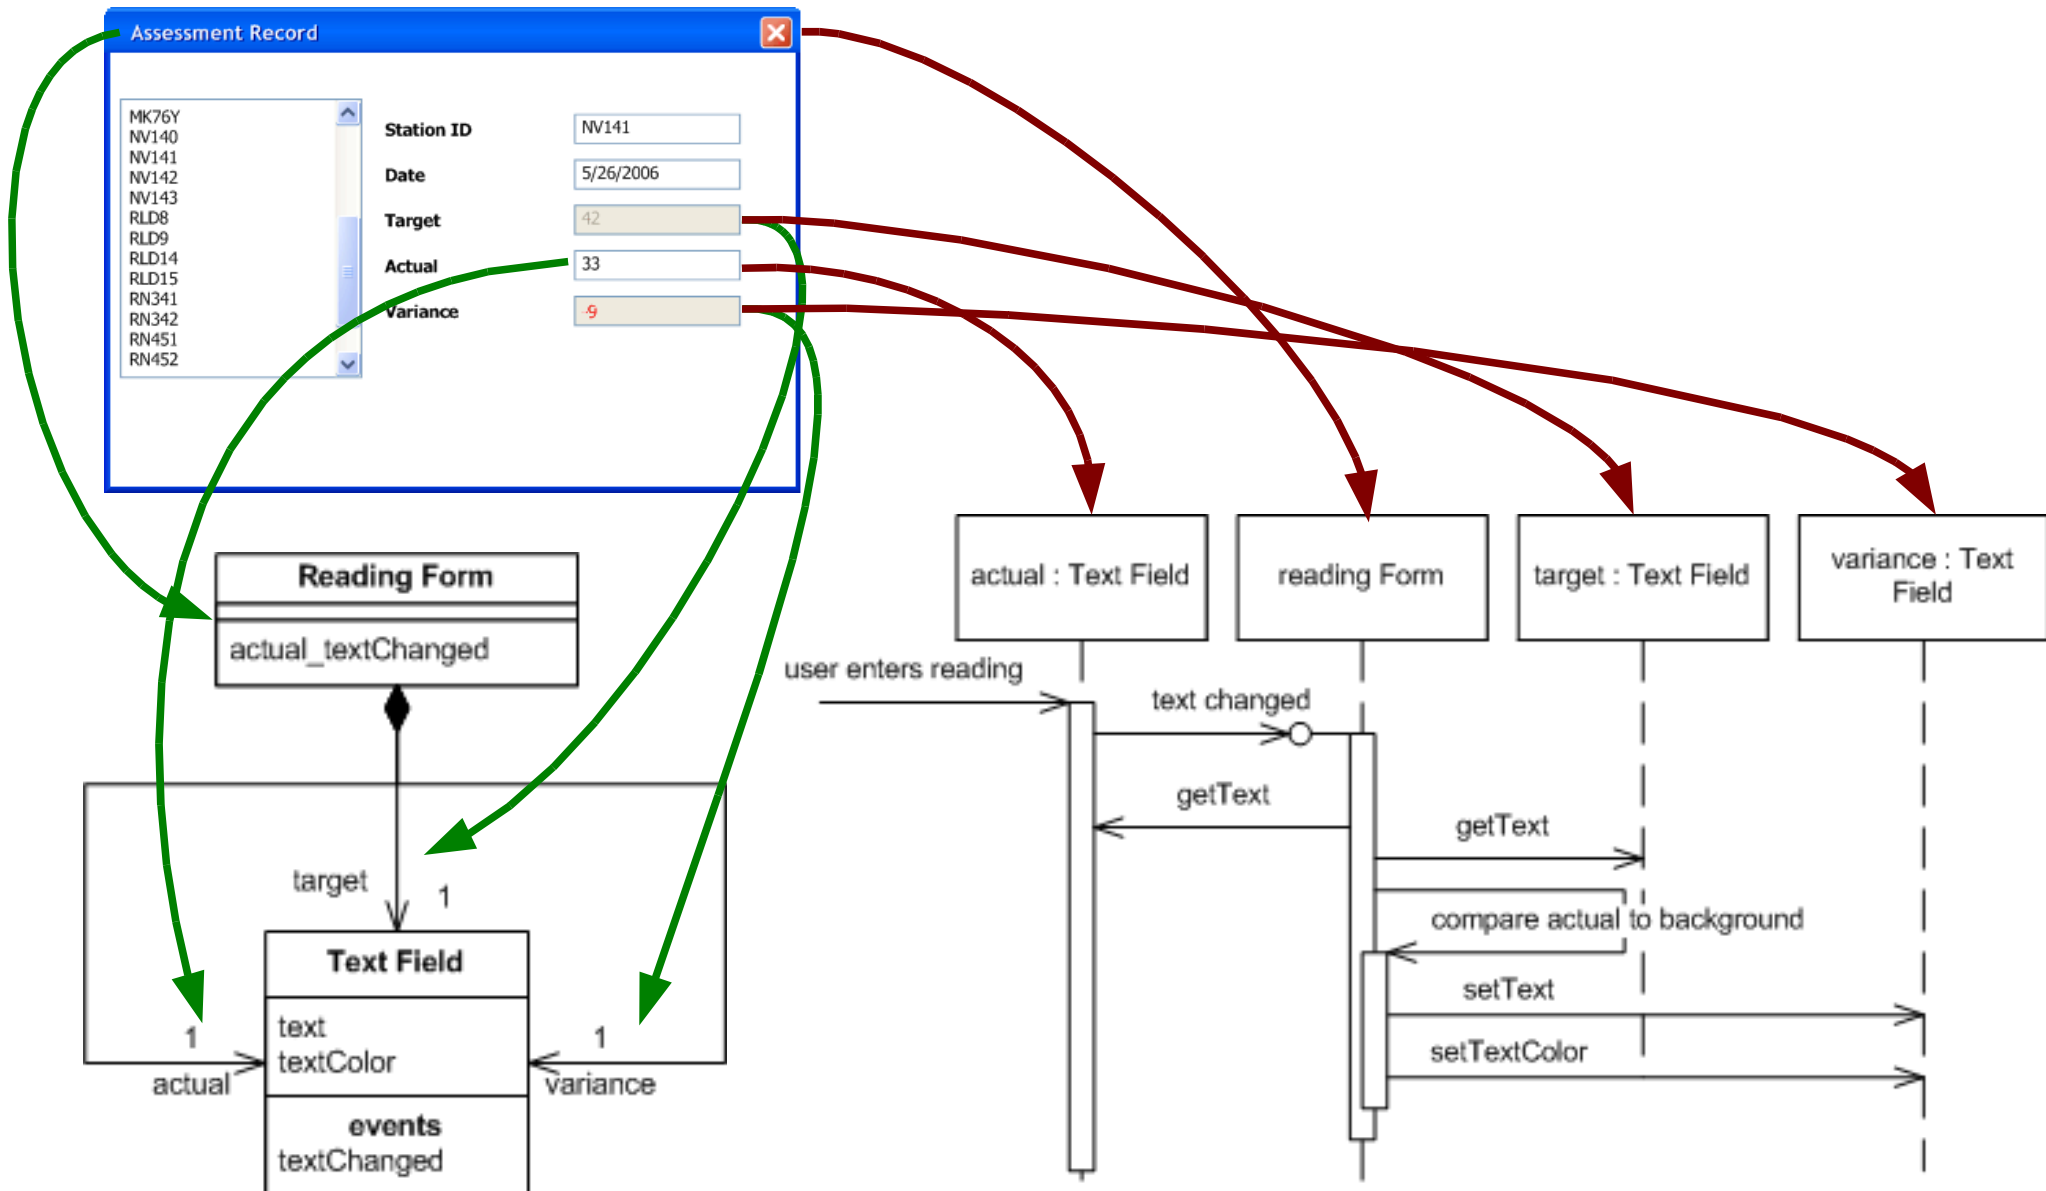 Assessment Record
MK76Y
NV140
NV141
NV142
NV143
RLD8
RLD9
RLD14
RLD15
RN341
RN342
RN451
RN452
Station ID NV141
Date 5/26/2006
Target 42
Actual 33
Variance -9
Reading Form
actual_textChanged
target
1
Text Field
text
textColor
events
textChanged
1
actual
1
variance
actual : Text Field
reading Form
target : Text Field
variance : Text
Field
user enters reading
text changed
getText
getText
compare actual to background
setText
setTextColor